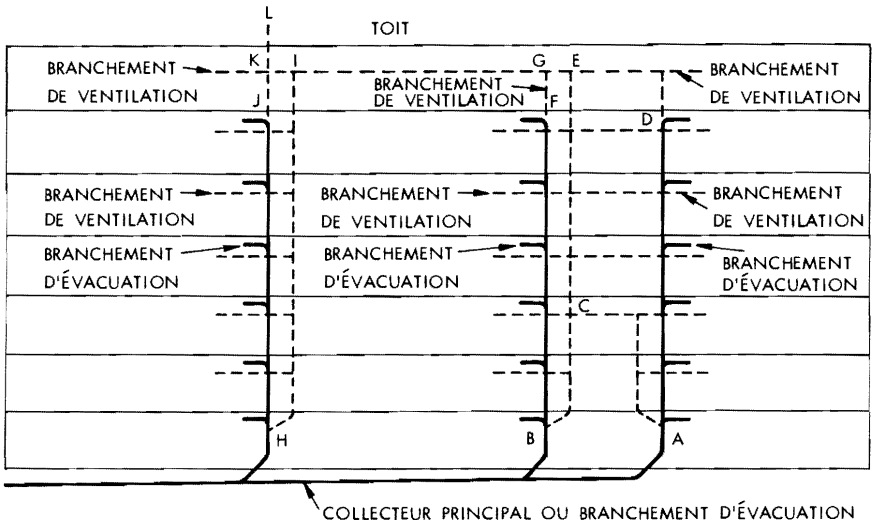 L
TOIT
K
G
E
BRANCHEMENT
DE VENTILATION
BRANCHEMENT
DE VENTILATION
BRANCHEMENT
DE VENTILATION
J
F
D
BRANCHEMENT
DE VENTILATION
BRANCHEMENT
DE VENTILATION
BRANCHEMENT
DE VENTILATION
BRANCHEMENT
D'ÉVACUATION
BRANCHEMENT
D'ÉVACUATION
BRANCHEMENT
D'ÉVACUATION
C
H
B
A
COLLECTEUR PRINCIPAL OU BRANCHEMENT D'ÉVACUATION